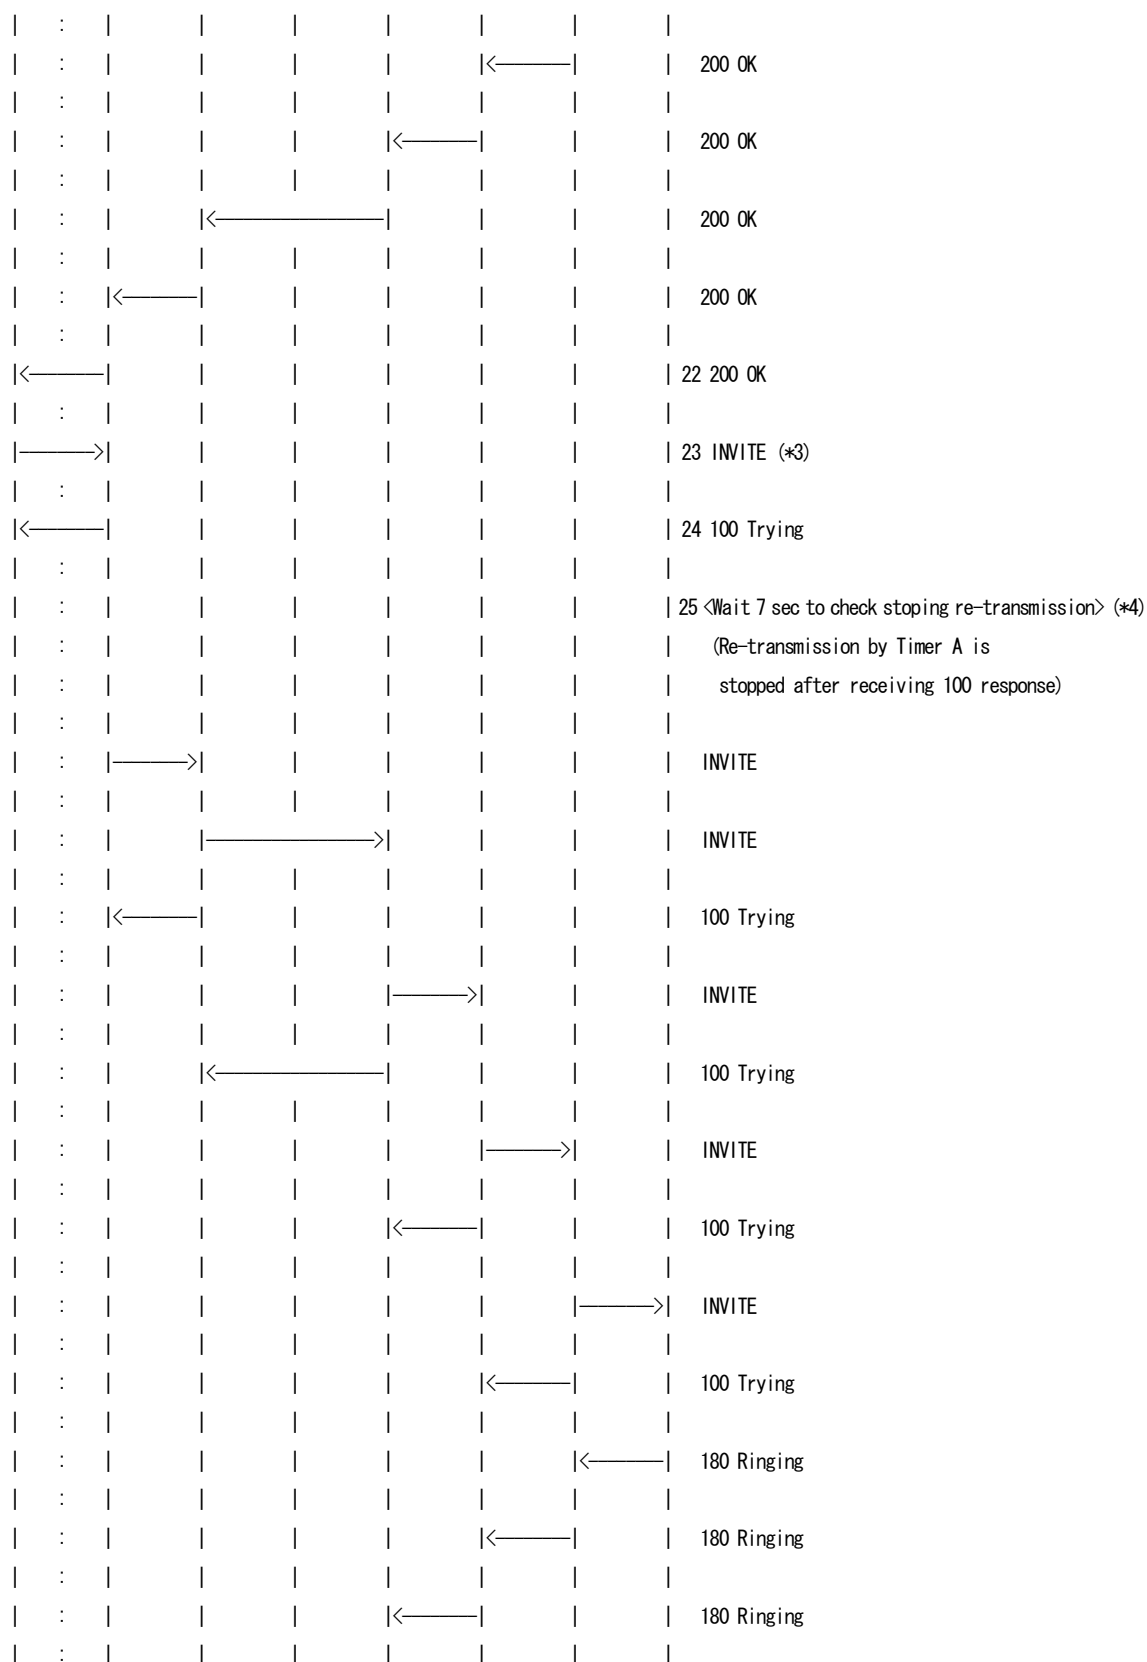 200 OK
200 OK
200 OK
200 OK
22 200 OK
23 INVITE (*3)
24 100 Trying
25 <Wait 7 sec to check stoping re-transmission> (*4)
(Re-transmission by Timer A is
stopped after receiving 100 response)
INVITE
INVITE
100 Trying
INVITE
100 Trying
INVITE
100 Trying
INVITE
100 Trying
180 Ringing
180 Ringing
180 Ringing